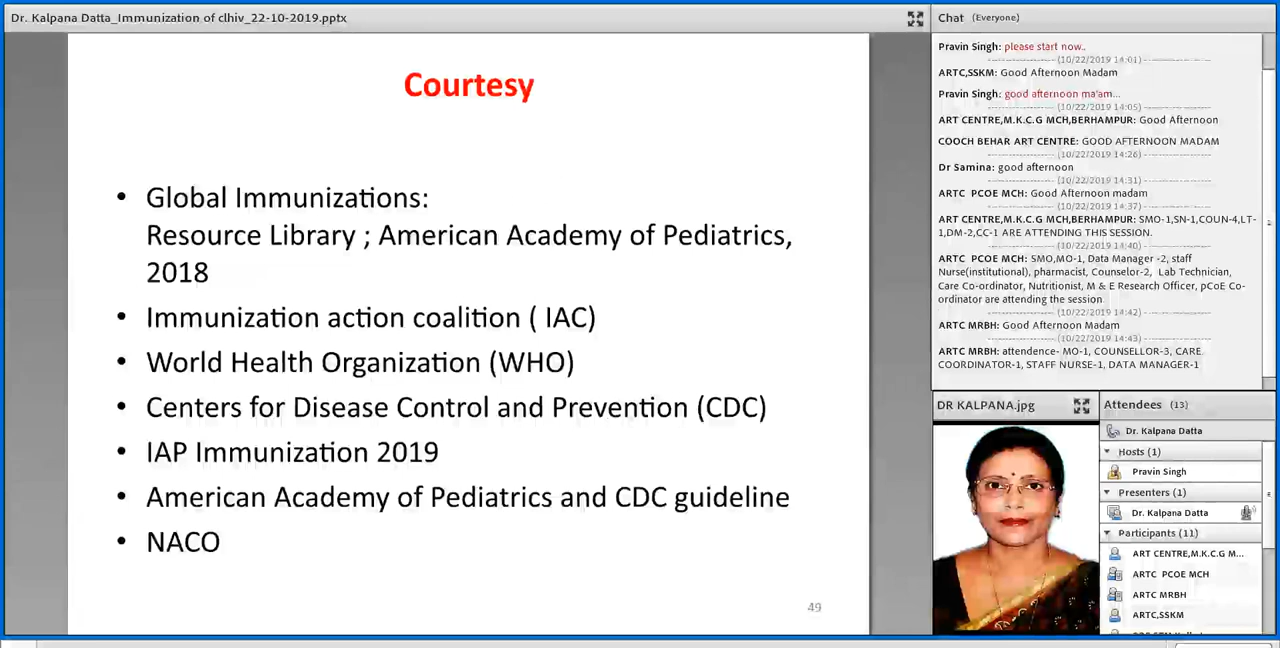 Dr. Kalpana Datta_Immunization of clhiv_22-10-2019.pptx
Courtesy
• Global Immunizations:
Resource Library ; American Academy of Pediatrics,
2018
• Immunization action coalition ( IAC)
• World Health Organization (WHO)
• Centers for Disease Control and Prevention (CDC)
• IAP Immunization 2019
• American Academy of Pediatrics and CDC guideline
• NACO
49
Chat (Everyone)
Pravin Singh: please start now..
(10/22/2019 14:01)
ARTC,SSKM: Good Afternoon Madam
Pravin Singh: good afternoon ma'am...
(10/22/2019 14:05)
ART CENTRE,M.K.C.G MCH,BERHAMPUR: Good Afternoon
COOCH BEHAR ART CENTRE: GOOD AFTERNOON MADAM
(10/22/2019 14:26)
Dr Samina: good afternoon
(10/22/2019 14:31)
ARTC PCOE MCH: Good Afternoon madam
(10/22/2019 14:37)
ART CENTRE,M.K.C.G MCH,BERHAMPUR: SMO-1,SN-1,COUN-4,LT-
1,DM-2,CC-1 ARE ATTENDING THIS SESSION.
(10/22/2019 14:40)
ARTC PCOE MCH: SMO,MO-1, Data Manager -2, staff
Nurse(institutional), pharmacist, Counselor-2, Lab Technician,
Care Co-ordinator, Nutritionist, M & E Research Officer, pCoE Co-
ordinator are attending the session
(10/22/2019 14:42)
ARTC MRBH: Good Afternoon Madam
(10/22/2019 14:43)
ARTC MRBH: attendence- MO-1, COUNSELLOR-3, CARE
COORDINATOR-1, STAFF NURSE-1, DATA MANAGER-1
DR KALPANA.jpg
Attendees (13)
Dr. Kalpana Datta
Hosts (1)
Pravin Singh
Presenters (1)
Dr. Kalpana Datta
Participants (11)
ART CENTRE,M.K.C.G M...
ARTC PCOE MCH
ARTC MRBH
ARTC,SSKM